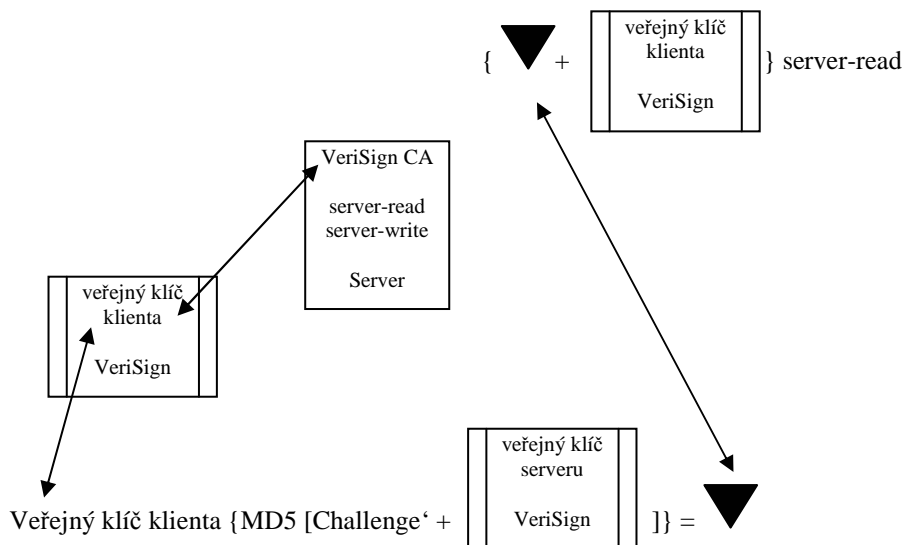 veřejný klíč
klienta
{ + } server-read
VeriSign
VeriSign CA
server-read
server-write
Server
veřejný klíč
klienta
VeriSign
veřejný klíč
serveru
Veřejný klíč klienta {MD5 [Challenge‘ + VeriSign ]} =